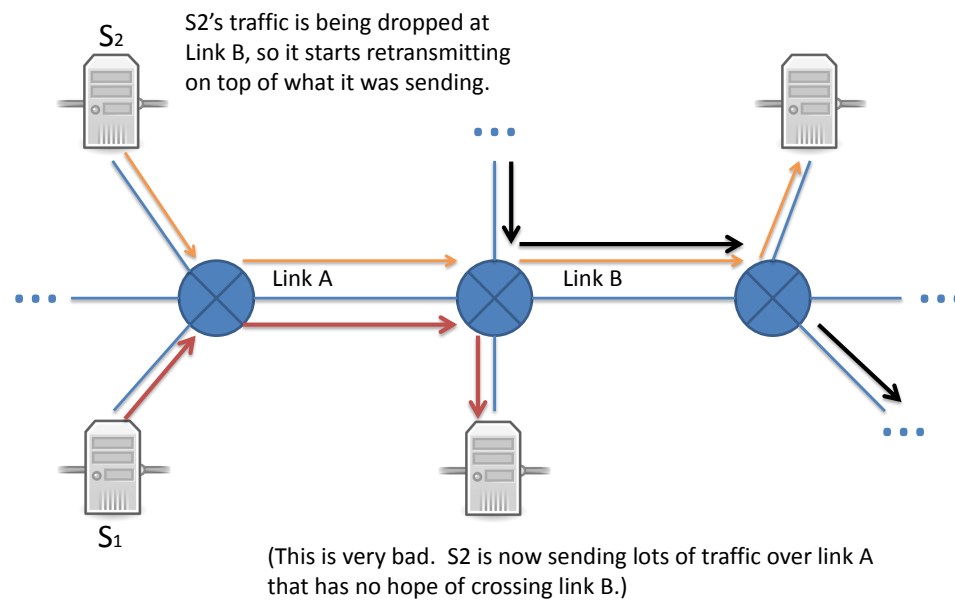 S2's traffic is being dropped at
Link B, so it starts retransmitting
on top of what it was sending.
S2
Link A
Link B
S1
(This is very bad.  S2 is now sending lots of traffic over link A
that has no hope of crossing link B.)